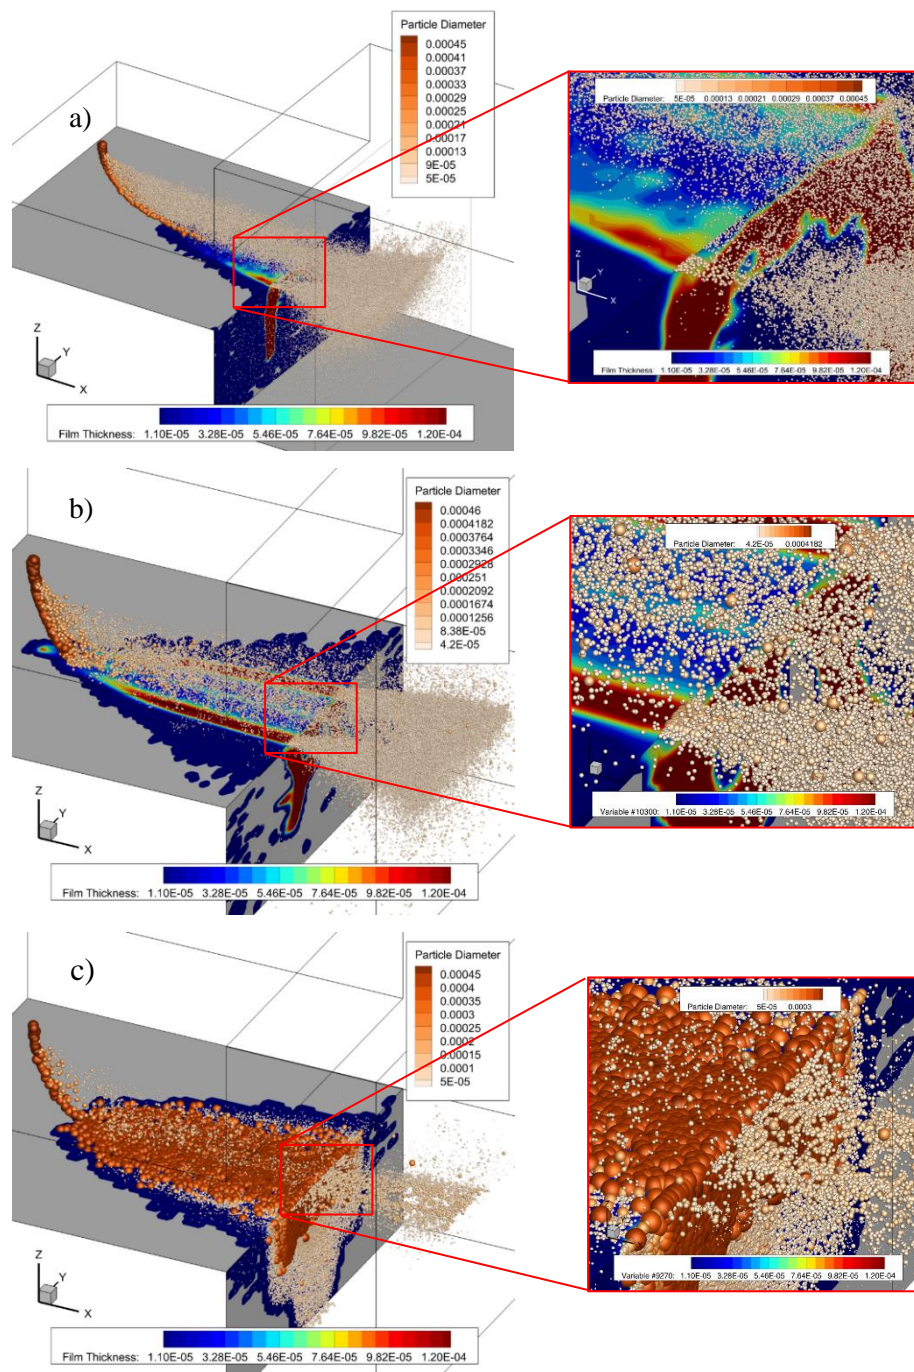 a)
Particle Diameter
0.00045
0.00041
0.00037
0.00033
0.00029
0.00025
0.00021
0.00017
0.00013
9E-05
5E-05
Z
Y
X
Film Thickness: 1.10E-05 3.28E-05 5.46E-05 7.64E-05 9.82E-05 1.20E-04
Particle Diameter: 5E-05 0.00013 0.00021 0.00029 0.00037 0.00045
Z
Y
X
Film Thickness: 1.10E-05 3.28E-05 5.46E-05 7.64E-05 9.82E-05 1.20E-04
b)
Particle Diameter
0.00046
0.0004182
0.0003764
0.0003346
0.0002928
0.000251
0.0002092
0.0001674
0.0001256
8.38E-05
4.2E-05
Z
Y
X
Film Thickness: 1.10E-05 3.28E-05 5.46E-05 7.64E-05 9.82E-05 1.20E-04
Particle Diameter: 4.2E-05 0.0004182
Variable #10300: 1.10E-05 3.28E-05 5.46E-05 7.64E-05 9.82E-05 1.20E-04
c)
Particle Diameter
0.00045
0.0004
0.00035
0.0003
0.00025
0.0002
0.00015
0.0001
5E-05
Z
Y
X
Film Thickness: 1.10E-05 3.28E-05 5.46E-05 7.64E-05 9.82E-05 1.20E-04
Particle Diameter: 5E-05 0.0003
Variable #9270: 1.10E-05 3.28E-05 5.46E-05 7.64E-05 9.82E-05 1.20E-04